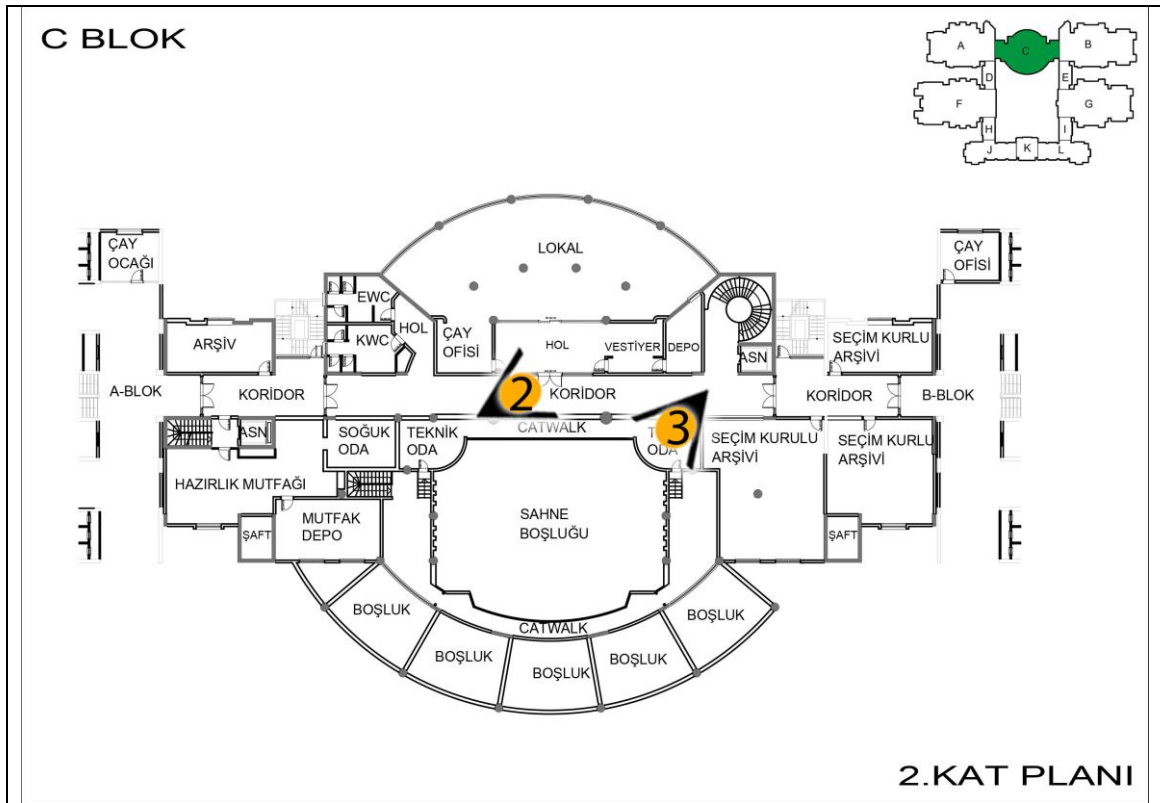 C BLOK
A
C
B
D
E
F
G
H
I
J
K
L
ÇAY
OCAĞI
LOKAL
ÇAY
OFİSİ
EWC
HOL
KWC
ÇAY
OFİSİ
HOL
VESTİYER
DEPO
ARŞİV
ASN
SEÇİM KURLU
ARŞİVİ
A-BLOK
KORİDOR
2
KORİDOR
KORİDOR
B-BLOK
ASN
SOĞUK
ODA
TEKNİK
ODA
CATWALK
3
ODA
SEÇİM KURULU
ARŞİVİ
SEÇİM KURLU
ARŞİVİ
HAZIRLIK MUTFAĞI
MUTFAK
DEPO
ŞAFT
SAHNE
BOŞLUĞU
ŞAFT
BOŞLUK
CATWALK
BOŞLUK
BOŞLUK
BOŞLUK
BOŞLUK
2.KAT PLANI